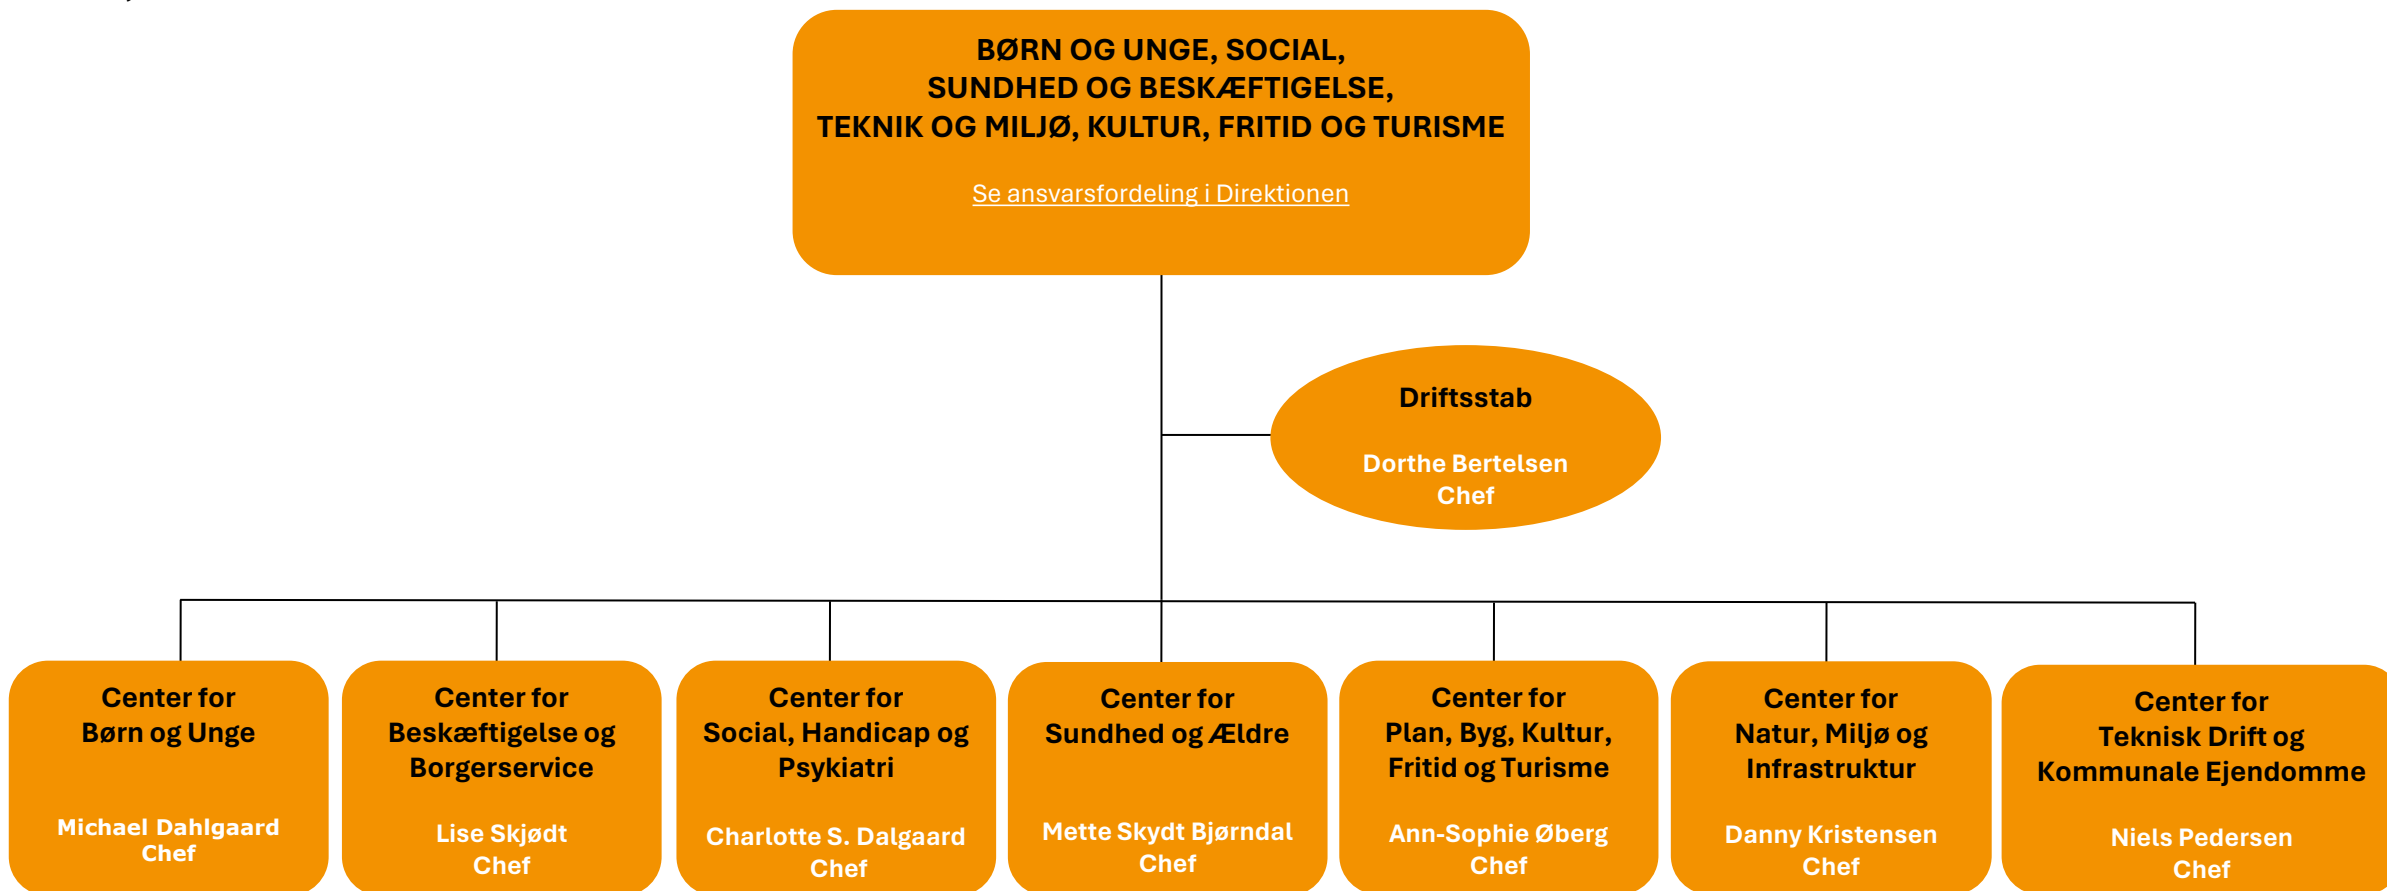 BØRN OG UNGE, SOCIAL,
SUNDHED OG BESKÆFTIGELSE,
TEKNIK OG MILJØ, KULTUR, FRITID OG TURISME
Se ansvarsfordeling i Direktionen
Driftsstab
Dorthe Bertelsen
Chef
Center for
Børn og Unge
Michael Dahlgaard
Chef
Center for
Beskæftigelse og
Borgerservice
Lise Skjødt
Chef
Center for
Social, Handicap og
Psykiatri
Charlotte S. Dalgaard
Chef
Center for
Sundhed og Ældre
Mette Skydt Bjørndal
Chef
Center for
Plan, Byg, Kultur,
Fritid og Turisme
Ann-Sophie Øberg
Chef
Center for
Natur, Miljø og
Infrastruktur
Danny Kristensen
Chef
Center for
Teknisk Drift og
Kommunale Ejendomme
Niels Pedersen
Chef